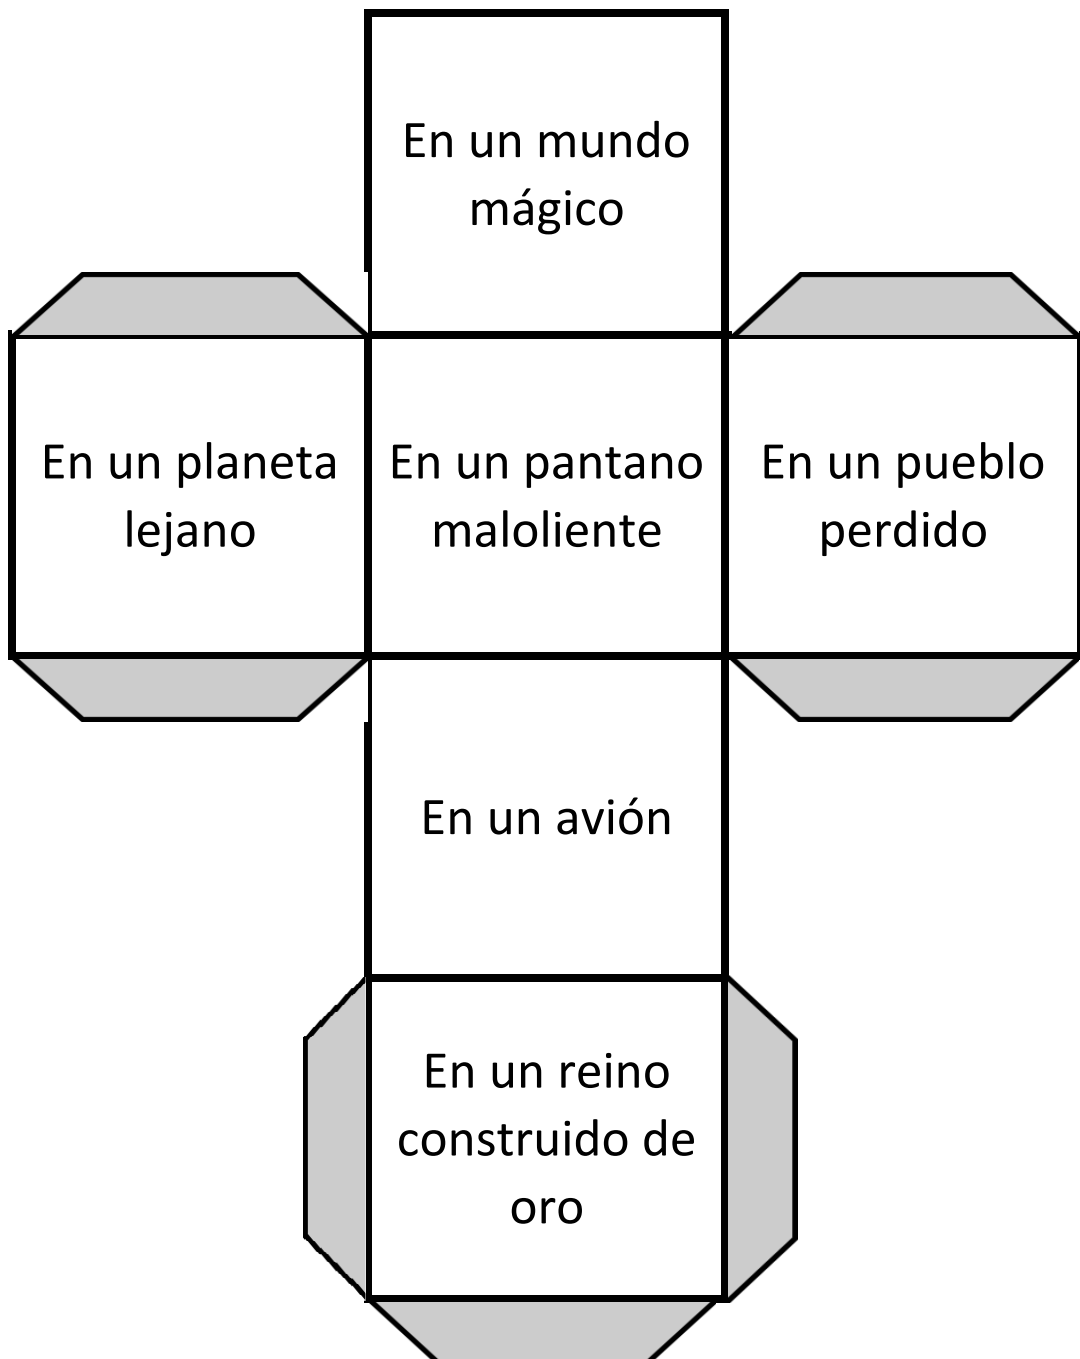 En un mundo
mágico
En un planeta
lejano
En un pantano
maloliente
En un pueblo
perdido
En un avión
En un reino
construido de
oro